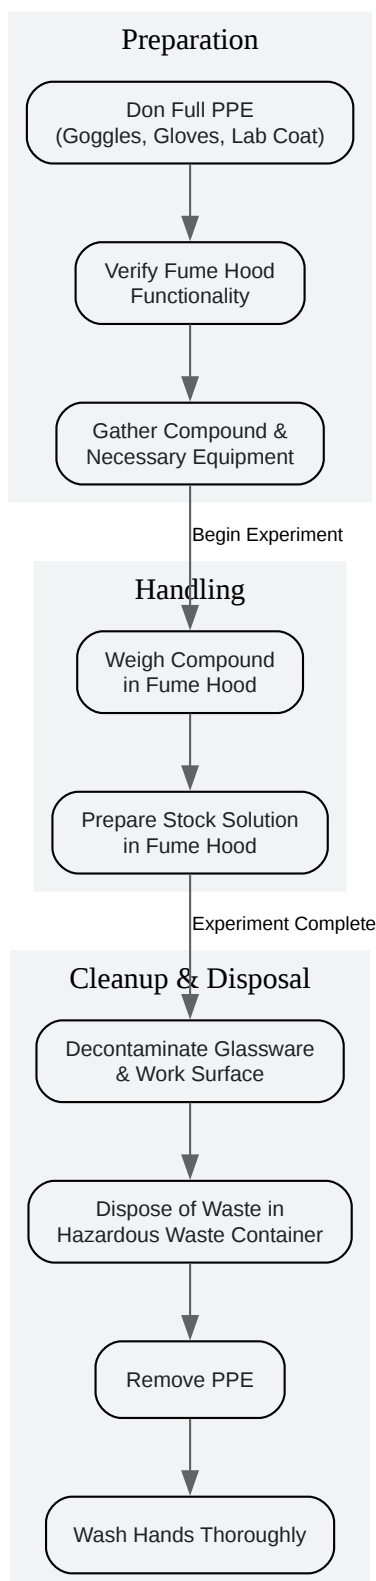 Preparation
Don Full PPE
(Goggles, Gloves, Lab Coat)
Verify Fume Hood
Functionality
Gather Compound &
Necessary Equipment
Begin Experiment
Handling
Weigh Compound
in Fume Hood
Prepare Stock Solution
in Fume Hood
Experiment Complete
Cleanup & Disposal
Decontaminate Glassware
& Work Surface
Dispose of Waste in
Hazardous Waste Container
Remove PPE
Wash Hands Thoroughly